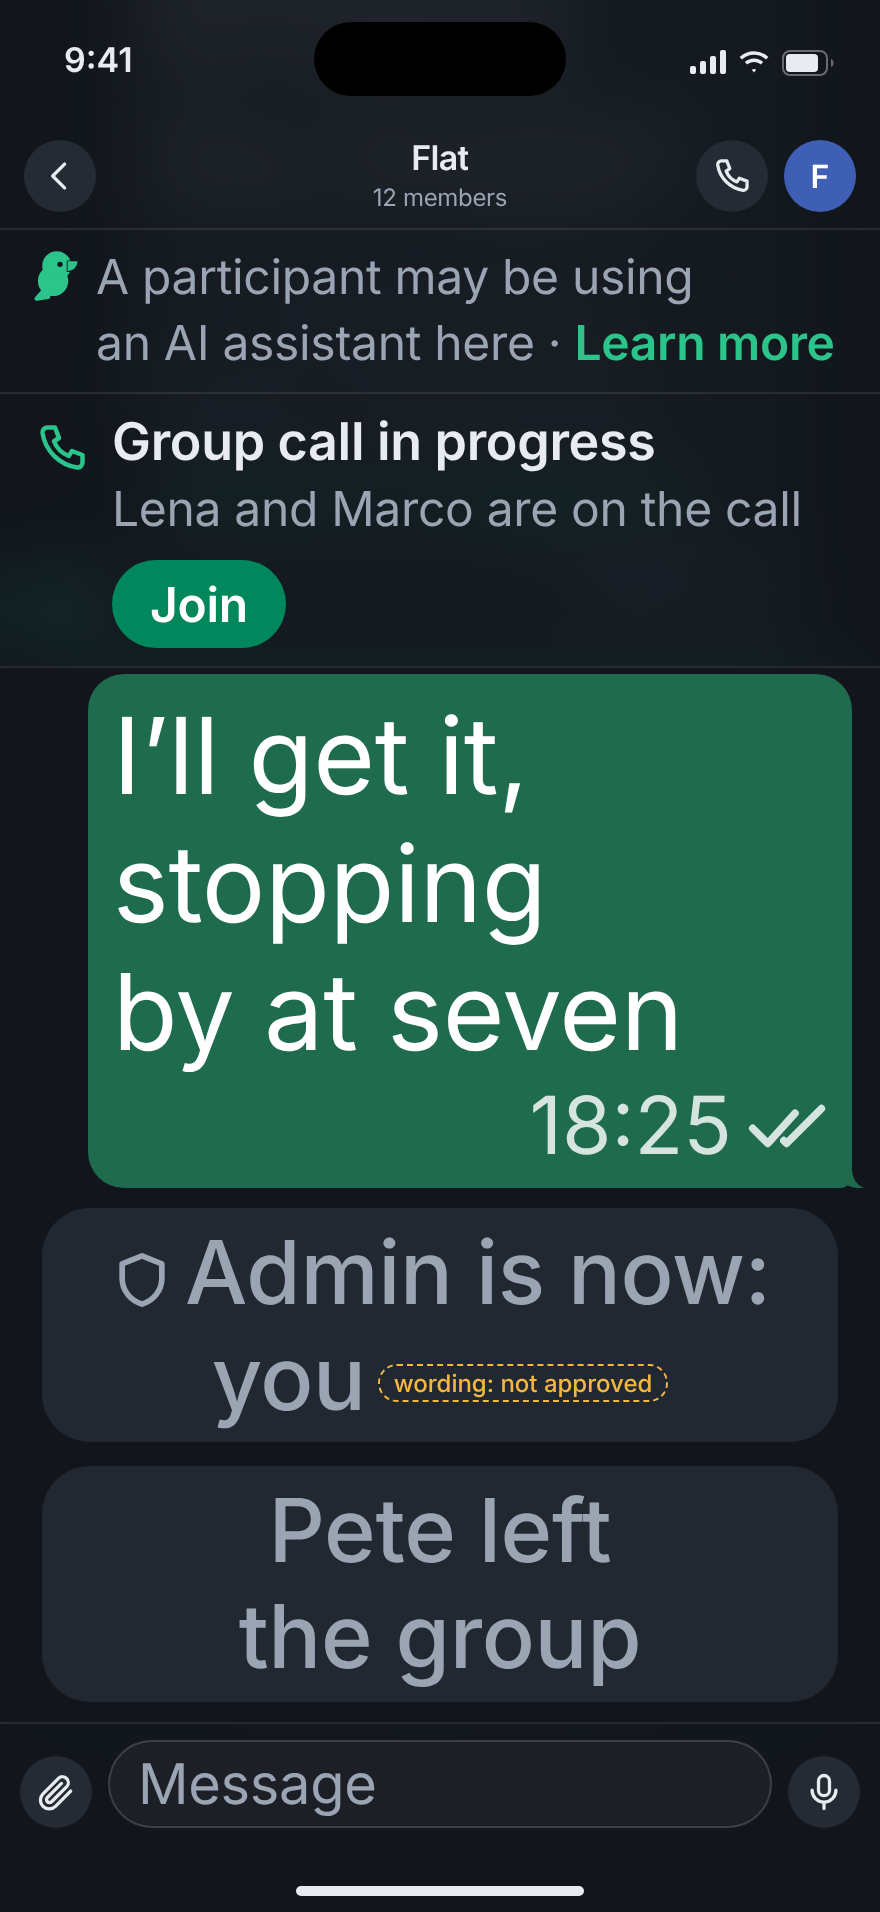 9:41
Flat
12 members
F
A participant may be using
an AI assistant here · Learn more
Group call in progress
Lena and Marco are on the call
Join
I’ll get it,
stopping
by at seven
18:25
Admin is now:
you wording: not approved
Pete left
the group
Message